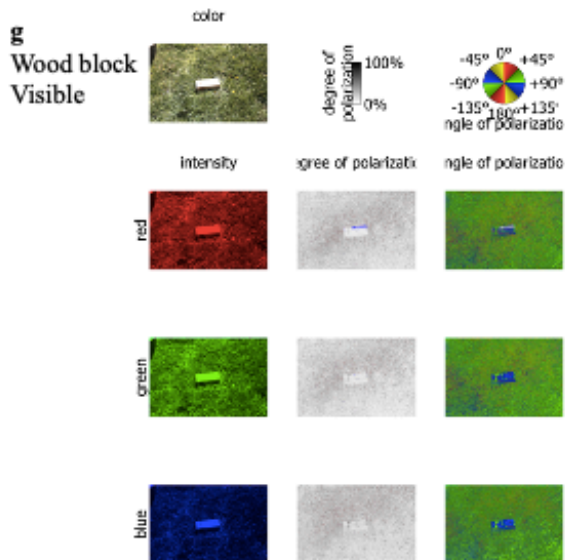 g
Wood block
Visible
color
degree of
polarization
100%
0%
-45° 0° +45°
-90° +90°
-135° 180° +135°
ngle of polarizatio
intensity
gree of polarizati
ngle of polarizatio
red
green
blue